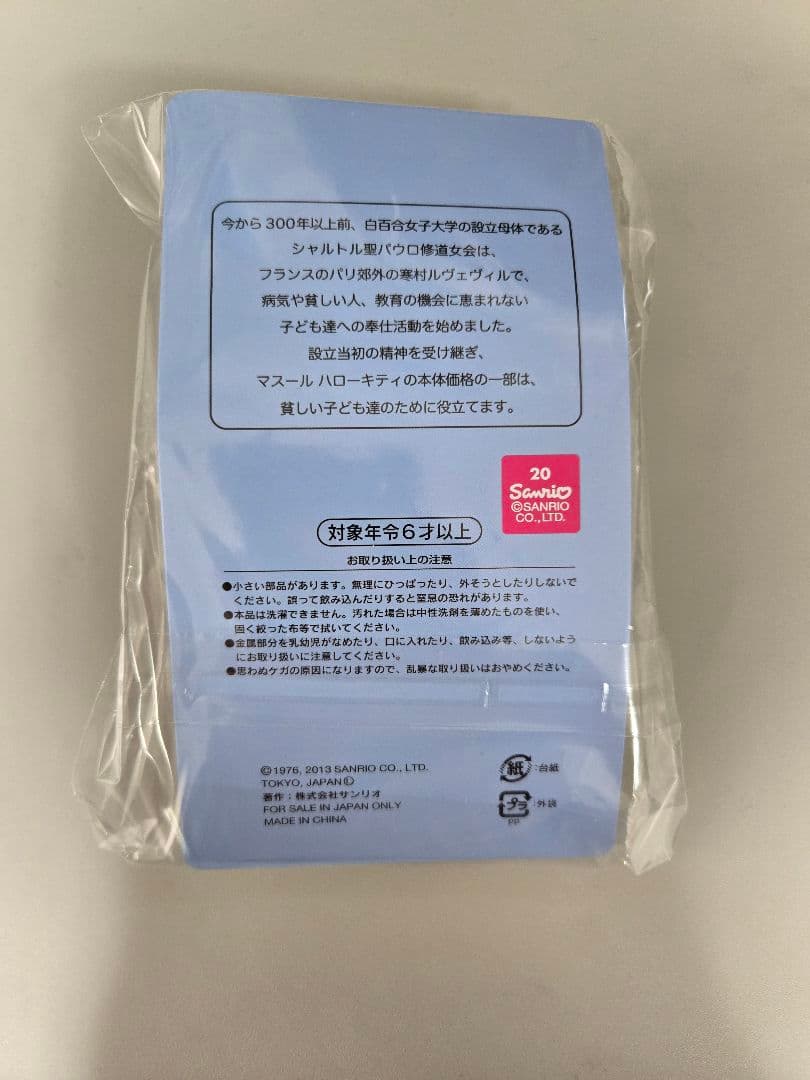 今から300年以上前、白百合女子大学の設立母体である
シャルトル聖パウロ修道女会は、
フランスのパリ郊外の寒村ルヴェヴィルで、
病気や貧しい人、教育の機会に恵まれない
子ども達への奉仕活動を始めました。
設立当初の精神を受け継ぎ、
マスール ハローキティの本体価格の一部は、
貧しい子ども達のために役立てます。
20
Sanrio
©SANRIO
CO.,LTD.
対象年令6才以上
お取り扱い上の注意
●小さい部品があります。無理にひっぱったり、外そうとしたりしないで
ください。誤って飲み込んだりすると窒息の恐れがあります。
●本品は洗濯できません。汚れた場合は中性洗剤を薄めたものを使い、
固く絞った布等で拭いてください。
●金属部分を乳幼児がなめたり、口に入れたり、飲み込み等、しないよう
にお取り扱いに注意してください。
●思わぬケガの原因になりますので、乱暴な取り扱いはおやめください。
©1976, 2013 SANRIO CO., LTD.
TOKYO, JAPAN Ⓛ
著作：株式会社サンリオ
FOR SALE IN JAPAN ONLY
MADE IN CHINA
紙:台紙
プラ:外袋
PP